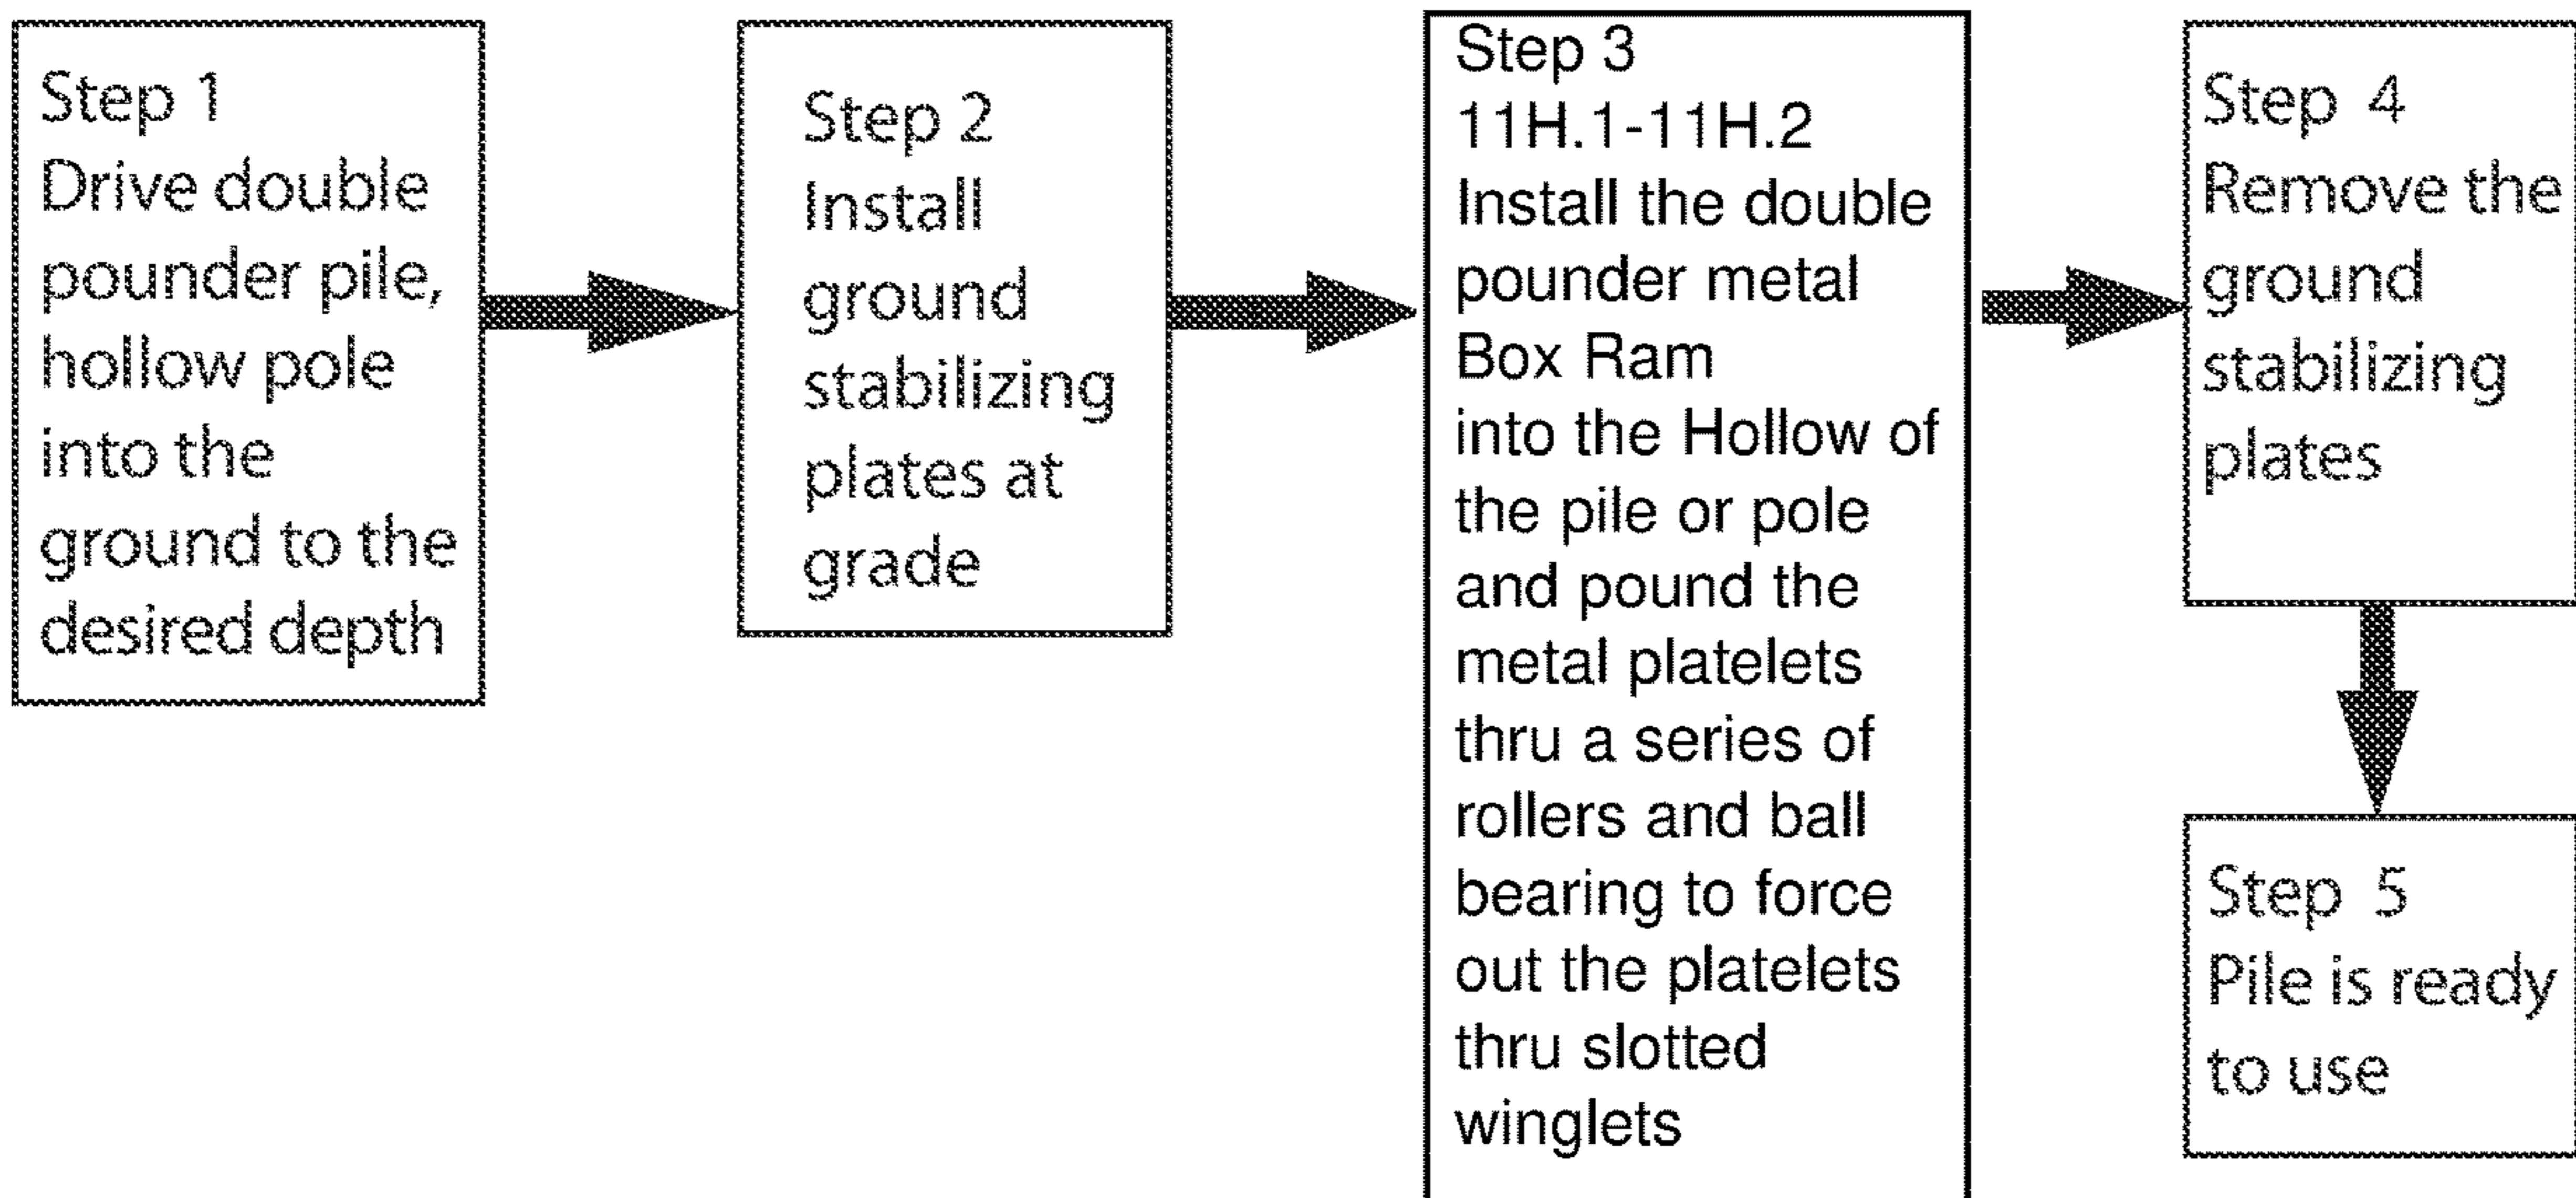 Step 1
Drive double
pounder pile,
hollow pole
into the
ground to the
desired depth
Step 2
Install
ground
stabilizing
plates at
grade
Step 3
11H.1-11H.2
Install the double
pounder metal
Box Ram
into the Hollow of
the pile or pole
and pound the
metal platelets
thru a series of
rollers and ball
bearing to force
out the platelets
thru slotted
winglets
Step 4
Remove the
ground
stabilizing
plates
Step 5
Pile is ready
to use